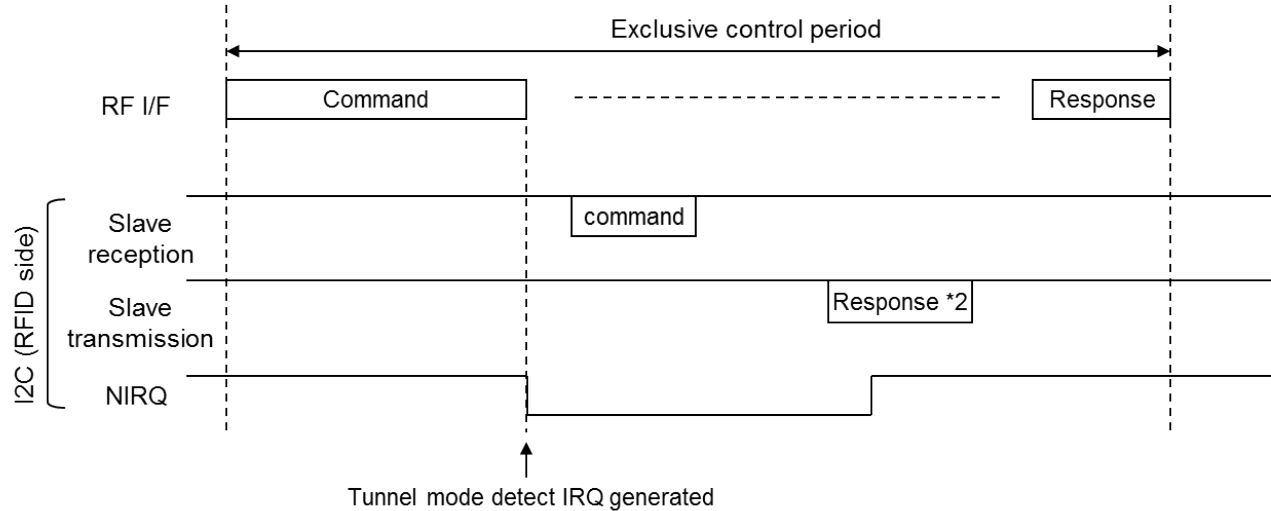 Exclusive control period
RF I/F
Command
Response
I2C (RFID side)
Slave
reception
command
Slave
transmission
Response *2
NIRQ
Tunnel mode detect IRQ generated